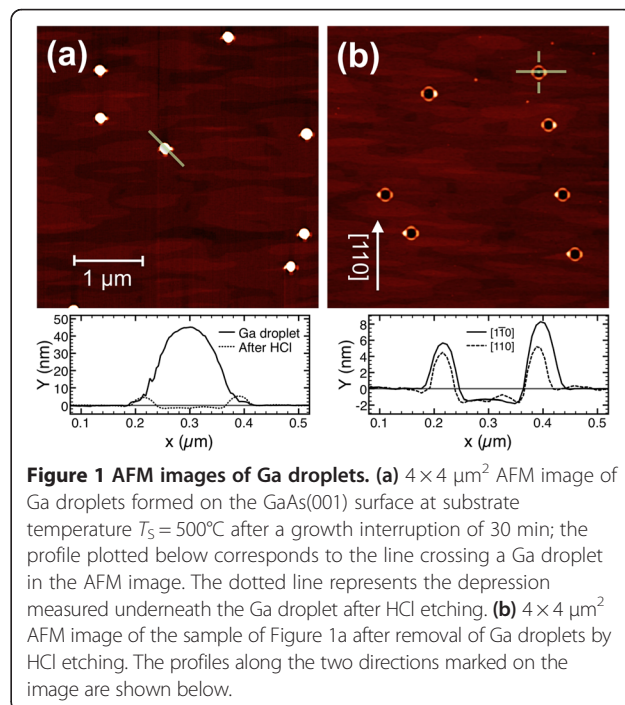 (a)
(b)
1 μm
[110]
50
40
30
20
10
0
Y (nm)
Ga droplet
After HCl
0.1 0.2 0.3 0.4 0.5
x (μm)
8
6
4
2
0
-2
Y (nm)
[11̄0]
[110]
0.1 0.2 0.3 0.4 0.5
x (μm)
Figure 1 AFM images of Ga droplets. (a) 4 × 4 μm² AFM image of
Ga droplets formed on the GaAs(001) surface at substrate
temperature Tₛ = 500°C after a growth interruption of 30 min; the
profile plotted below corresponds to the line crossing a Ga droplet
in the AFM image. The dotted line represents the depression
measured underneath the Ga droplet after HCl etching. (b) 4 × 4 μm²
AFM image of the sample of Figure 1a after removal of Ga droplets by
HCl etching. The profiles along the two directions marked on the
image are shown below.